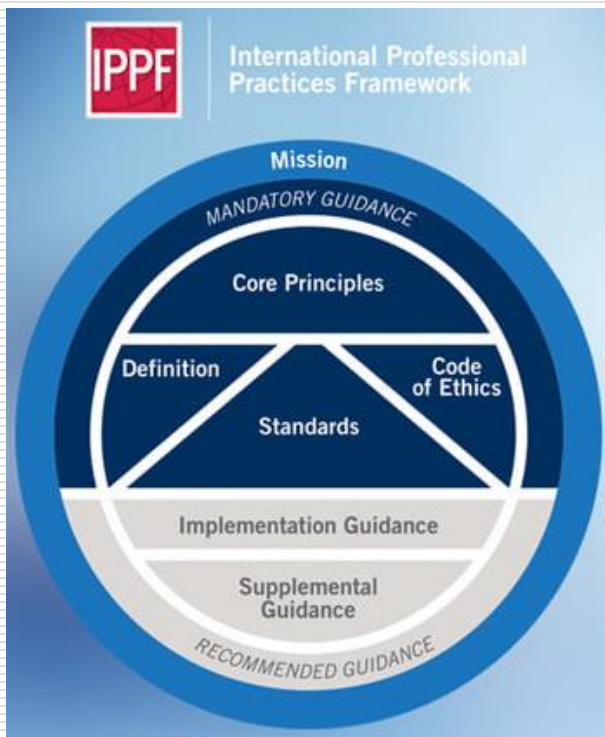 IPPF
International Professional
Practices Framework
Mission
MANDATORY GUIDANCE
Core Principles
Definition
Code
of Ethics
Standards
Implementation Guidance
Supplemental
Guidance
RECOMMENDED GUIDANCE